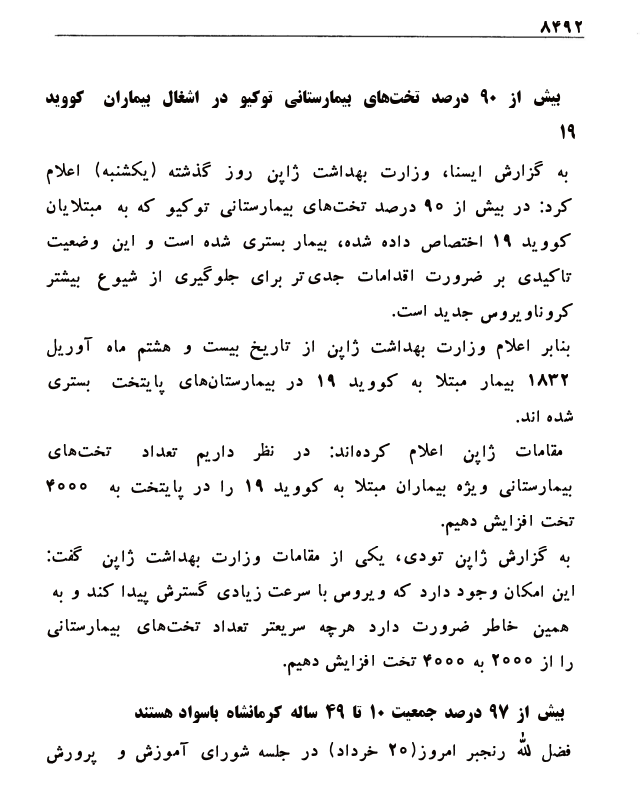 ۸۴۹۲
بیش از ۹۰ درصد تخت‌های بیمارستانی توکیو در اشغال بیماران کووید
۱۹
به گزارش ایسنا، وزارت بهداشت ژاپن روز گذشته (یکشنبه) اعلام
کرد: در بیش از ۹۰ درصد تخت‌های بیمارستانی توکیو که به مبتلایان
کووید ۱۹ اختصاص داده شده، بیمار بستری شده است و این وضعیت
تاکیدی بر ضرورت اقدامات جدی‌تر برای جلوگیری از شیوع بیشتر
کروناویروس جدید است.
بنابر اعلام وزارت بهداشت ژاپن از تاریخ بیست و هشتم ماه آوریل
۱۸۳۲ بیمار مبتلا به کووید ۱۹ در بیمارستان‌های پایتخت بستری
شده اند.
مقامات ژاپن اعلام کرده‌اند: در نظر داریم تعداد تخت‌های
بیمارستانی ویژه بیماران مبتلا به کووید ۱۹ را در پایتخت به ۴۰۰۰
تخت افزایش دهیم.
به گزارش ژاپن تودی، یکی از مقامات وزارت بهداشت ژاپن گفت:
این امکان وجود دارد که ویروس با سرعت زیادی گسترش پیدا کند و به
همین خاطر ضرورت دارد هرچه سریعتر تعداد تخت‌های بیمارستانی
را از ۲۰۰۰ به ۴۰۰۰ تخت افزایش دهیم.
بیش از ۹۷ درصد جمعیت ۱۰ تا ۴۹ ساله کرمانشاه باسواد هستند
فضل الله رنجبر امروز(۲۰ خرداد) در جلسه شورای آموزش و پرورش